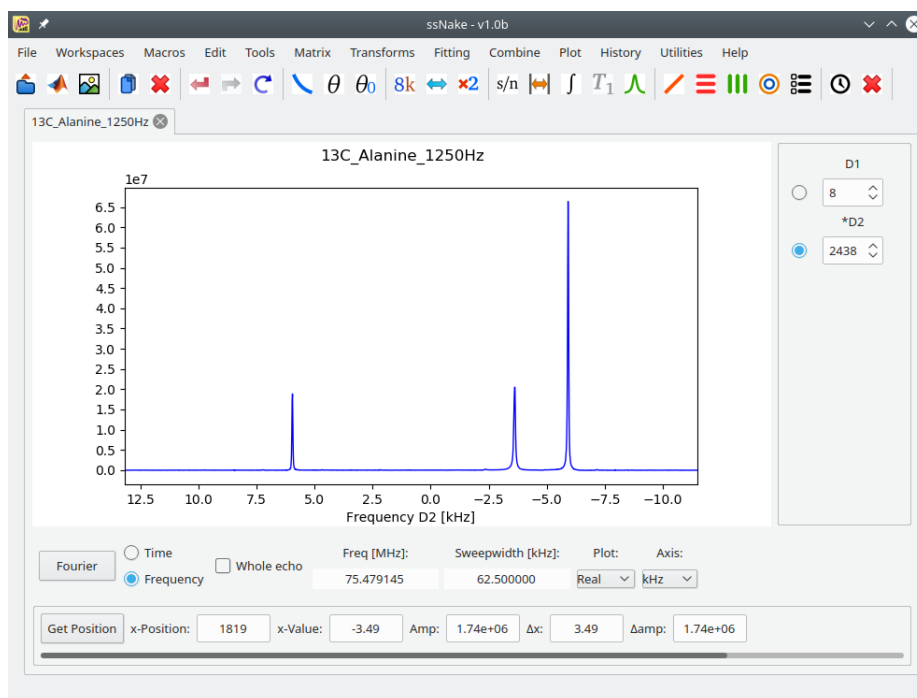 ssNake - v1.0b
File Workspaces Macros Edit Tools Matrix Transforms Fitting Combine Plot History Utilities Help
θ θ0 8k ×2 s/n ∫ T1
13C_Alanine_1250Hz
13C_Alanine_1250Hz
1e7
6.5
6.0
5.5
5.0
4.5
4.0
3.5
3.0
2.5
2.0
1.5
1.0
0.5
0.0
12.5 10.0 7.5 5.0 2.5 0.0 −2.5 −5.0 −7.5 −10.0
Frequency D2 [kHz]
D1
8
*D2
2438
Fourier
Time
Frequency
Whole echo
Freq [MHz]: Sweepwidth [kHz]: Plot: Axis:
75.479145 62.500000 Real kHz
Get Position x-Position: 1819 x-Value: -3.49 Amp: 1.74e+06 Δx: 3.49 Δamp: 1.74e+06